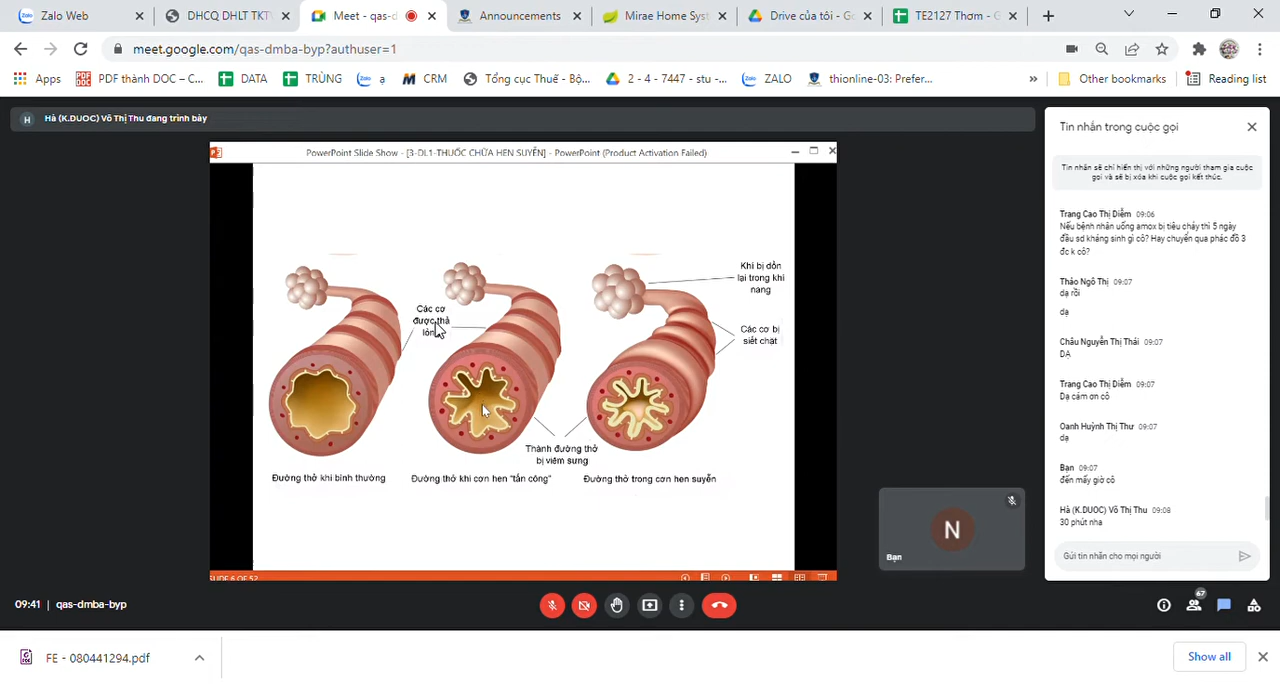 Zalo Web
DHCQ DHLT TKTV
Meet - qas-d
Announcements
Mirae Home Syst
Drive của tôi - Go
TE2127 Thơm - G
meet.google.com/qas-dmba-byp?authuser=1
Apps
PDF thành DOC – C...
DATA
TRÙNG
ạ
CRM
Tổng cục Thuế - Bộ...
2 - 4 - 7447 - stu -...
ZALO
thionline-03: Prefer...
Other bookmarks
Reading list
H
Hà (K.DUOC) Võ Thị Thu đang trình bày
PowerPoint Slide Show - [3-DL1-THUỐC CHỮA HEN SUYỄN] - PowerPoint (Product Activation Failed)
Khí bị dồn
lại trong khí
nang
Các cơ
được thả
lỏng
Các cơ bị
siết chặt
Thành đường thở
bị viêm sưng
Đường thở khi bình thường
Đường thở khi cơn hen "tấn công"
Đường thở trong cơn hen suyễn
SLIDE 6 OF 52
N
Bạn
Tin nhắn trong cuộc gọi
Tin nhắn sẽ chỉ hiển thị với những người tham gia cuộc
gọi và sẽ bị xóa khi cuộc gọi kết thúc.
Trang Cao Thị Diễm 09:06
Nếu bệnh nhân uống amox bị tiêu chảy thì 5 ngày
đầu sd kháng sinh gì cô? Hay chuyển qua phác đồ 3
đc k cô?
Thảo Ngô Thị 09:07
dạ rồi
dạ
Châu Nguyễn Thị Thái 09:07
DẠ
Trang Cao Thị Diễm 09:07
Dạ cảm ơn cô
Oanh Huỳnh Thị Thư 09:07
dạ
Bạn 09:07
đến mấy giờ cô
Hà (K.DUOC) Võ Thị Thu 09:08
30 phút nha
Gửi tin nhắn cho mọi người
09:41 | qas-dmba-byp
67
FE - 080441294.pdf
Show all